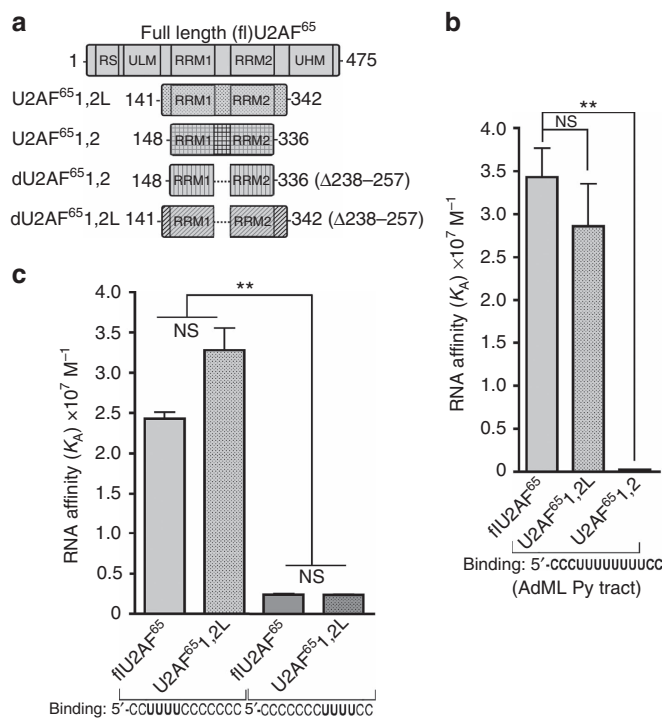 a
Full length (fl)U2AF⁶⁵
1 RS ULM RRM1 RRM2 UHM 475
U2AF⁶⁵1,2L 141 RRM1 RRM2 342
U2AF⁶⁵1,2 148 RRM1 RRM2 336
dU2AF⁶⁵1,2 148 RRM1 RRM2 336 (Δ238–257)
dU2AF⁶⁵1,2L 141 RRM1 RRM2 342 (Δ238–257)
b
**
NS
RNA affinity (K_A) ×10⁷ M⁻¹
4.0
3.5
3.0
2.5
2.0
1.5
1.0
0.5
0
flU2AF⁶⁵
U2AF⁶⁵1,2L
U2AF⁶⁵1,2
Binding: 5′-CCCUUUUUUUUCC
(AdML Py tract)
c
**
NS
NS
RNA affinity (K_A) ×10⁷ M⁻¹
4.0
3.5
3.0
2.5
2.0
1.5
1.0
0.5
0
flU2AF⁶⁵
U2AF⁶⁵1,2L
flU2AF⁶⁵
U2AF⁶⁵1,2L
Binding: 5′-CCUUUUCCCCCCC 5′-CCCCCCCUUUUCC